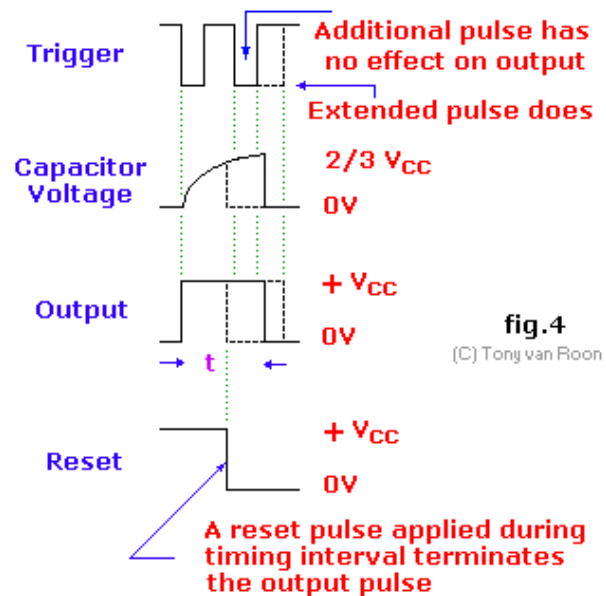 Trigger
Additional pulse has
no effect on output
Extended pulse does
Capacitor
Voltage
2/3 VCC
0V
Output
+ VCC
0V
t
fig.4
(C) Tony van Roon
Reset
+ VCC
0V
A reset pulse applied during
timing interval terminates
the output pulse